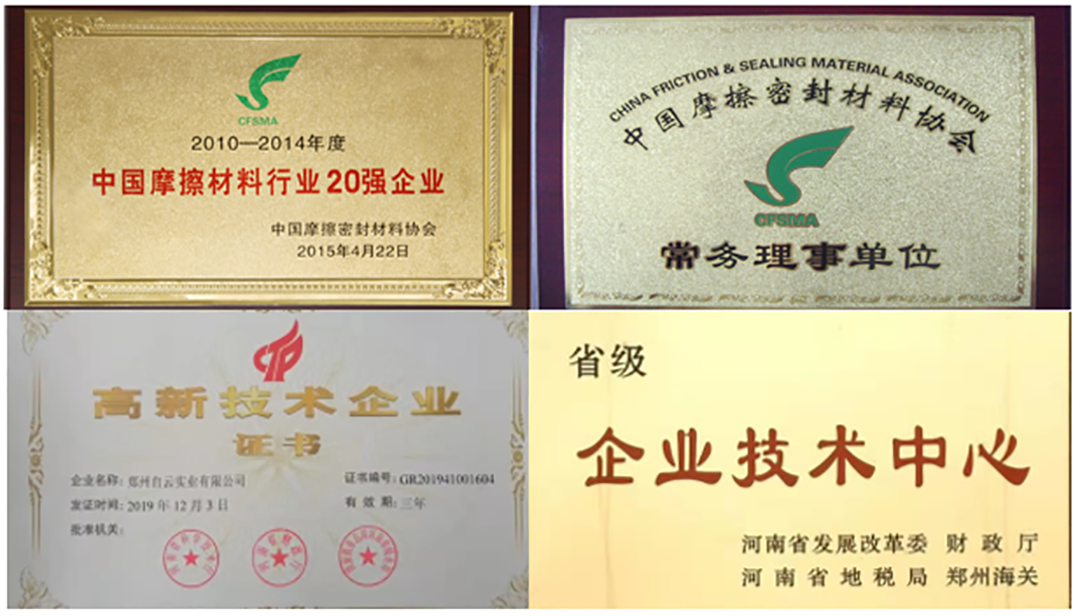 CFSMA
2010—2014年度
中国摩擦材料行业20强企业
中国摩擦密封材料协会
2015年4月22日
CHINA FRICTION & SEALING MATERIAL ASSOCIATION
中国摩擦密封材料协会
CFSMA
常务理事单位
高新技术企业
证书
企业名称：郑州白云实业有限公司
证书编号：GR201941001604
发证时间：2019年12月3日
有效期：三年
批准机关：
省级
企业技术中心
河南省发展改革委 财政厅
河南省地税局 郑州海关